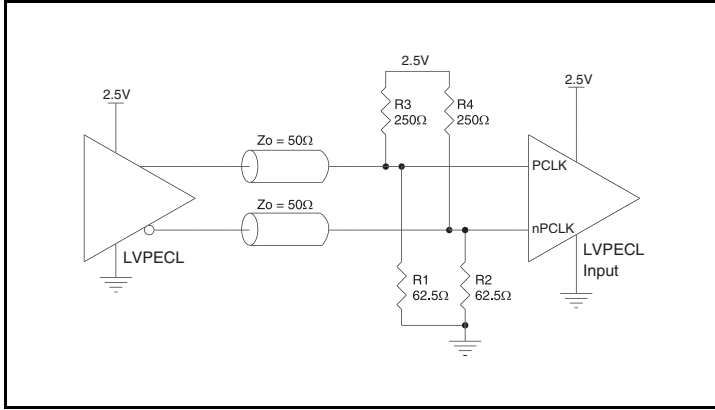 2.5V
2.5V
2.5V
R3
250Ω
R4
250Ω
Zo = 50Ω
PCLK
Zo = 50Ω
nPCLK
LVPECL
LVPECL
Input
R1
62.5Ω
R2
62.5Ω